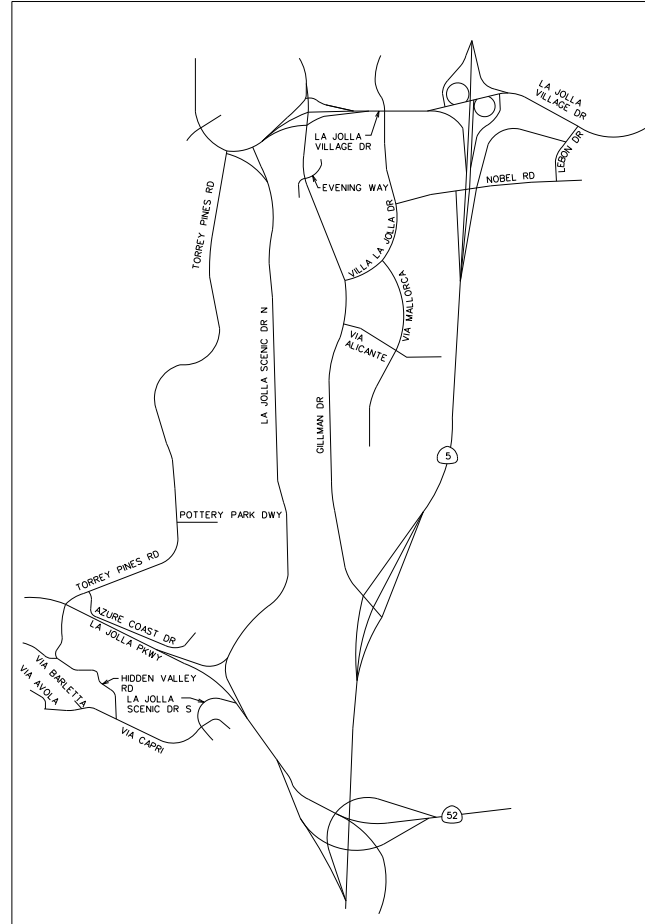 LA JOLLA
VILLAGE DR
LA JOLLA
VILLAGE DR
LEBON DR
NOBEL RD
EVENING WAY
TORREY PINES RD
VILLA LA JOLLA DR
VIA MALLORCA
LA JOLLA SCENIC DR N
VIA
ALICANTE
GILLMAN DR
5
POTTERY PARK DWY
TORREY PINES RD
AZURE COAST DR
LA JOLLA PKWY
HIDDEN VALLEY
RD
VIA BARLETTA
VIA AVOLA
LA JOLLA
SCENIC DR S
VIA CAPRI
52